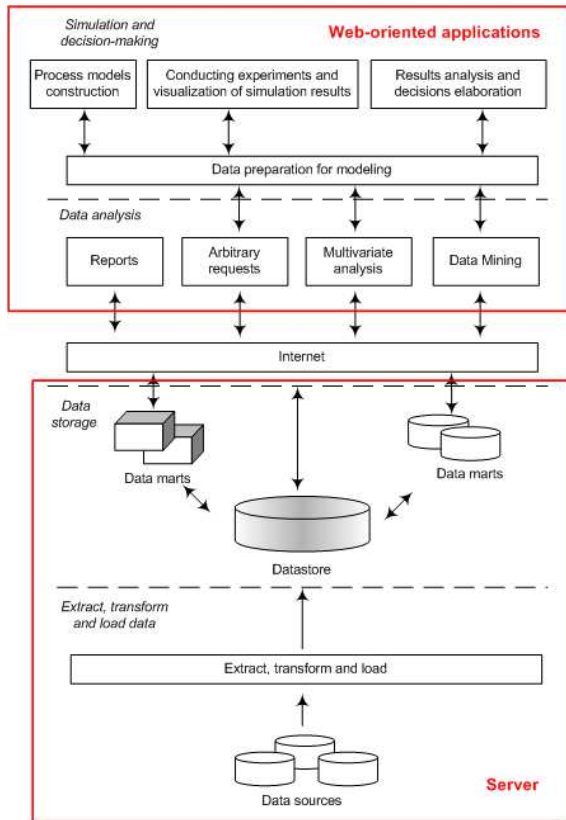 Simulation and
decision-making
Web-oriented applications
Process models
construction
Conducting experiments and
visualization of simulation results
Results analysis and
decisions elaboration
Data preparation for modeling
Data analysis
Reports
Arbitrary
requests
Multivariate
analysis
Data Mining
Internet
Data
storage
Data marts
Data marts
Datastore
Extract, transform
and load data
Extract, transform and load
Data sources
Server